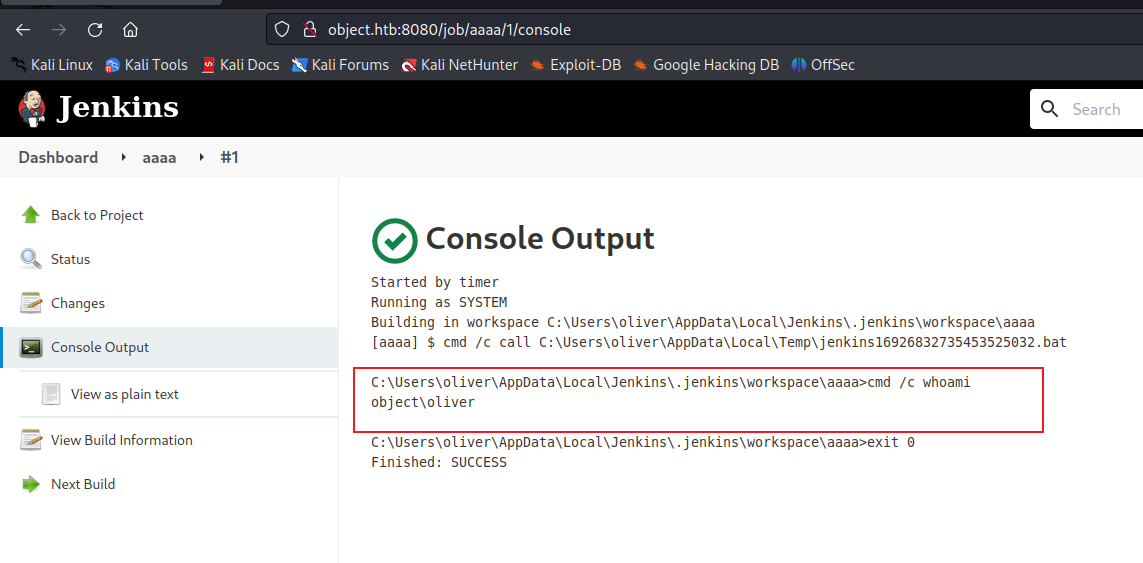 object.htb:8080/job/aaaa/1/console
Kali Linux Kali Tools Kali Docs Kali Forums Kali NetHunter Exploit-DB Google Hacking DB OffSec
Jenkins
Search
Dashboard aaaa #1
Back to Project
Status
Changes
Console Output
View as plain text
View Build Information
Next Build
Console Output
Started by timer
Running as SYSTEM
Building in workspace C:\Users\oliver\AppData\Local\Jenkins\.jenkins\workspace\aaaa
[aaaa] $ cmd /c call C:\Users\oliver\AppData\Local\Temp\jenkins16926832735453525032.bat
C:\Users\oliver\AppData\Local\Jenkins\.jenkins\workspace\aaaa>cmd /c whoami
object\oliver
C:\Users\oliver\AppData\Local\Jenkins\.jenkins\workspace\aaaa>exit 0
Finished: SUCCESS